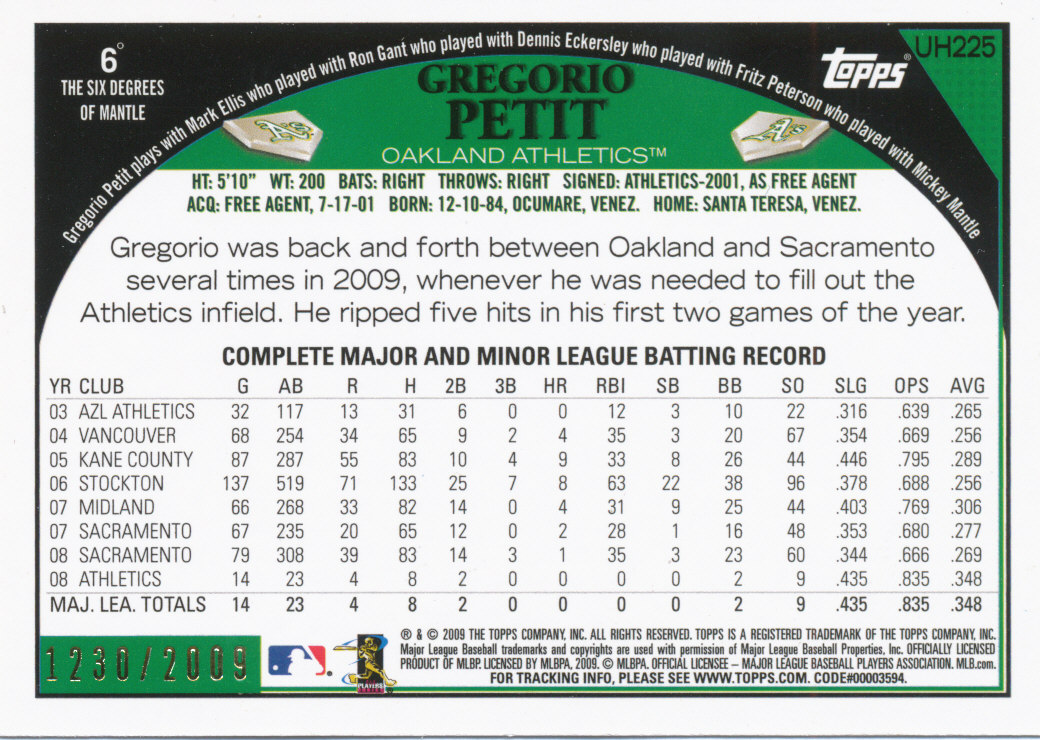 6°
THE SIX DEGREES
OF MANTLE
Gregorio Petit plays with Mark Ellis who played with Ron Gant who played with Dennis Eckersley who played with Fritz Peterson who played with Mickey Mantle
topps®
UH225
GREGORIO
PETIT
A's
A's
OAKLAND ATHLETICS™
HT: 5'10" WT: 200 BATS: RIGHT THROWS: RIGHT SIGNED: ATHLETICS-2001, AS FREE AGENT
ACQ: FREE AGENT, 7-17-01 BORN: 12-10-84, OCUMARE, VENEZ. HOME: SANTA TERESA, VENEZ.
Gregorio was back and forth between Oakland and Sacramento
several times in 2009, whenever he was needed to fill out the
Athletics infield. He ripped five hits in his first two games of the year.
COMPLETE MAJOR AND MINOR LEAGUE BATTING RECORD
YR CLUB G AB R H 2B 3B HR RBI SB BB SO SLG OPS AVG
03 AZL ATHLETICS 32 117 13 31 6 0 0 12 3 10 22 .316 .639 .265
04 VANCOUVER 68 254 34 65 9 2 4 35 3 20 67 .354 .669 .256
05 KANE COUNTY 87 287 55 83 10 4 9 33 8 26 44 .446 .795 .289
06 STOCKTON 137 519 71 133 25 7 8 63 22 38 96 .378 .688 .256
07 MIDLAND 66 268 33 82 14 0 4 31 9 25 44 .403 .769 .306
07 SACRAMENTO 67 235 20 65 12 0 2 28 1 16 48 .353 .680 .277
08 SACRAMENTO 79 308 39 83 14 3 1 35 3 23 60 .344 .666 .269
08 ATHLETICS 14 23 4 8 2 0 0 0 0 2 9 .435 .835 .348
MAJ. LEA. TOTALS 14 23 4 8 2 0 0 0 0 2 9 .435 .835 .348
1230/2009
PLAYERS
® & © 2009 THE TOPPS COMPANY, INC. ALL RIGHTS RESERVED. TOPPS IS A REGISTERED TRADEMARK OF THE TOPPS COMPANY, INC.
Major League Baseball trademarks and copyrights are used with permission of Major League Baseball Properties, Inc. OFFICIALLY LICENSED
PRODUCT OF MLBP. LICENSED BY MLBPA, 2009. © MLBPA. OFFICIAL LICENSEE – MAJOR LEAGUE BASEBALL PLAYERS ASSOCIATION. MLB.com.
FOR TRACKING INFO, PLEASE SEE WWW.TOPPS.COM. CODE#00003594.